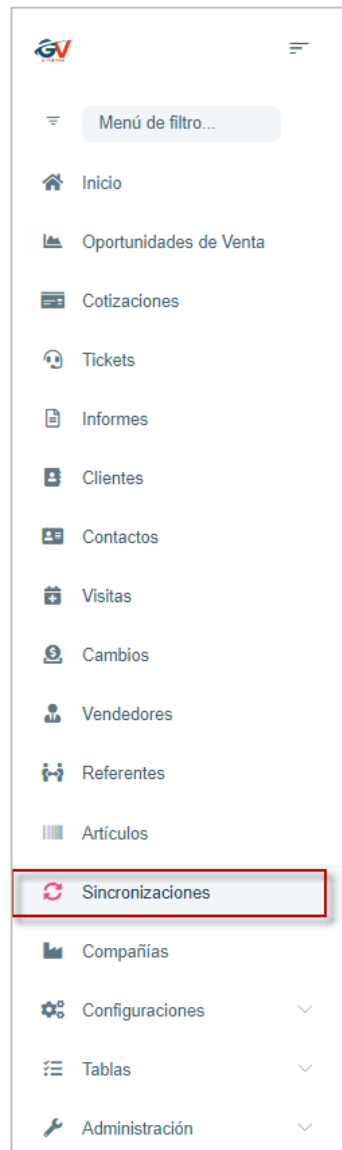 GV
Menú de filtro...
Inicio
Oportunidades de Venta
Cotizaciones
Tickets
Informes
Clientes
Contactos
Visitas
Cambios
Vendedores
Referentes
Artículos
Sincronizaciones
Compañías
Configuraciones
Tablas
Administración